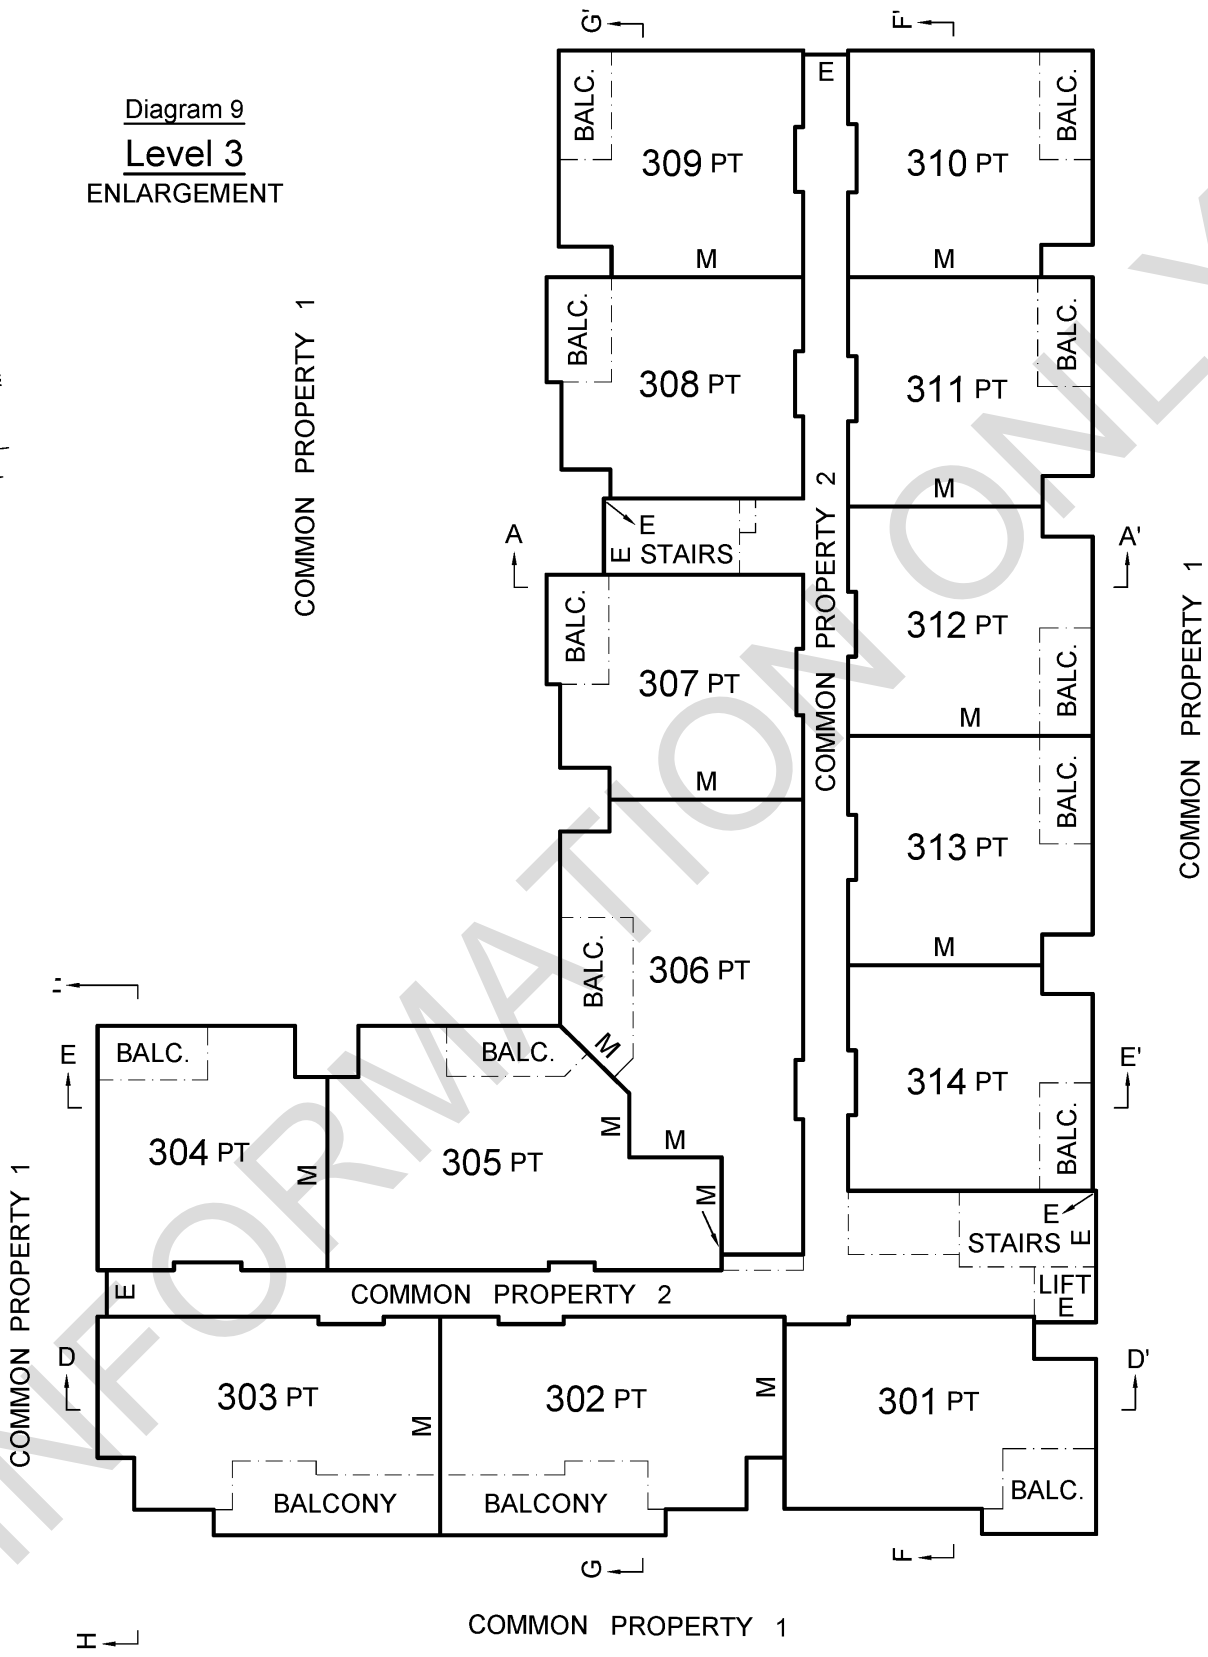 G'
F'
Diagram 9
Level 3
ENLARGEMENT
E
BALC.
BALC.
309 PT
310 PT
M
M
COMMON PROPERTY 1
BALC.
BALC.
308 PT
311 PT
M
COMMON PROPERTY 2
E
E
STAIRS
A
A'
BALC.
312 PT
307 PT
BALC.
M
M
COMMON PROPERTY 1
BALC.
313 PT
BALC.
306 PT
M
E
BALC.
BALC.
M
E'
314 PT
BALC.
304 PT
M
305 PT
M
M
M
E
STAIRS
E
LIFT
E
COMMON PROPERTY 1
E
COMMON PROPERTY 2
D
D'
303 PT
M
302 PT
M
301 PT
BALCONY
BALCONY
BALC.
G
F
COMMON PROPERTY 1
H
INFORMATION ONLY